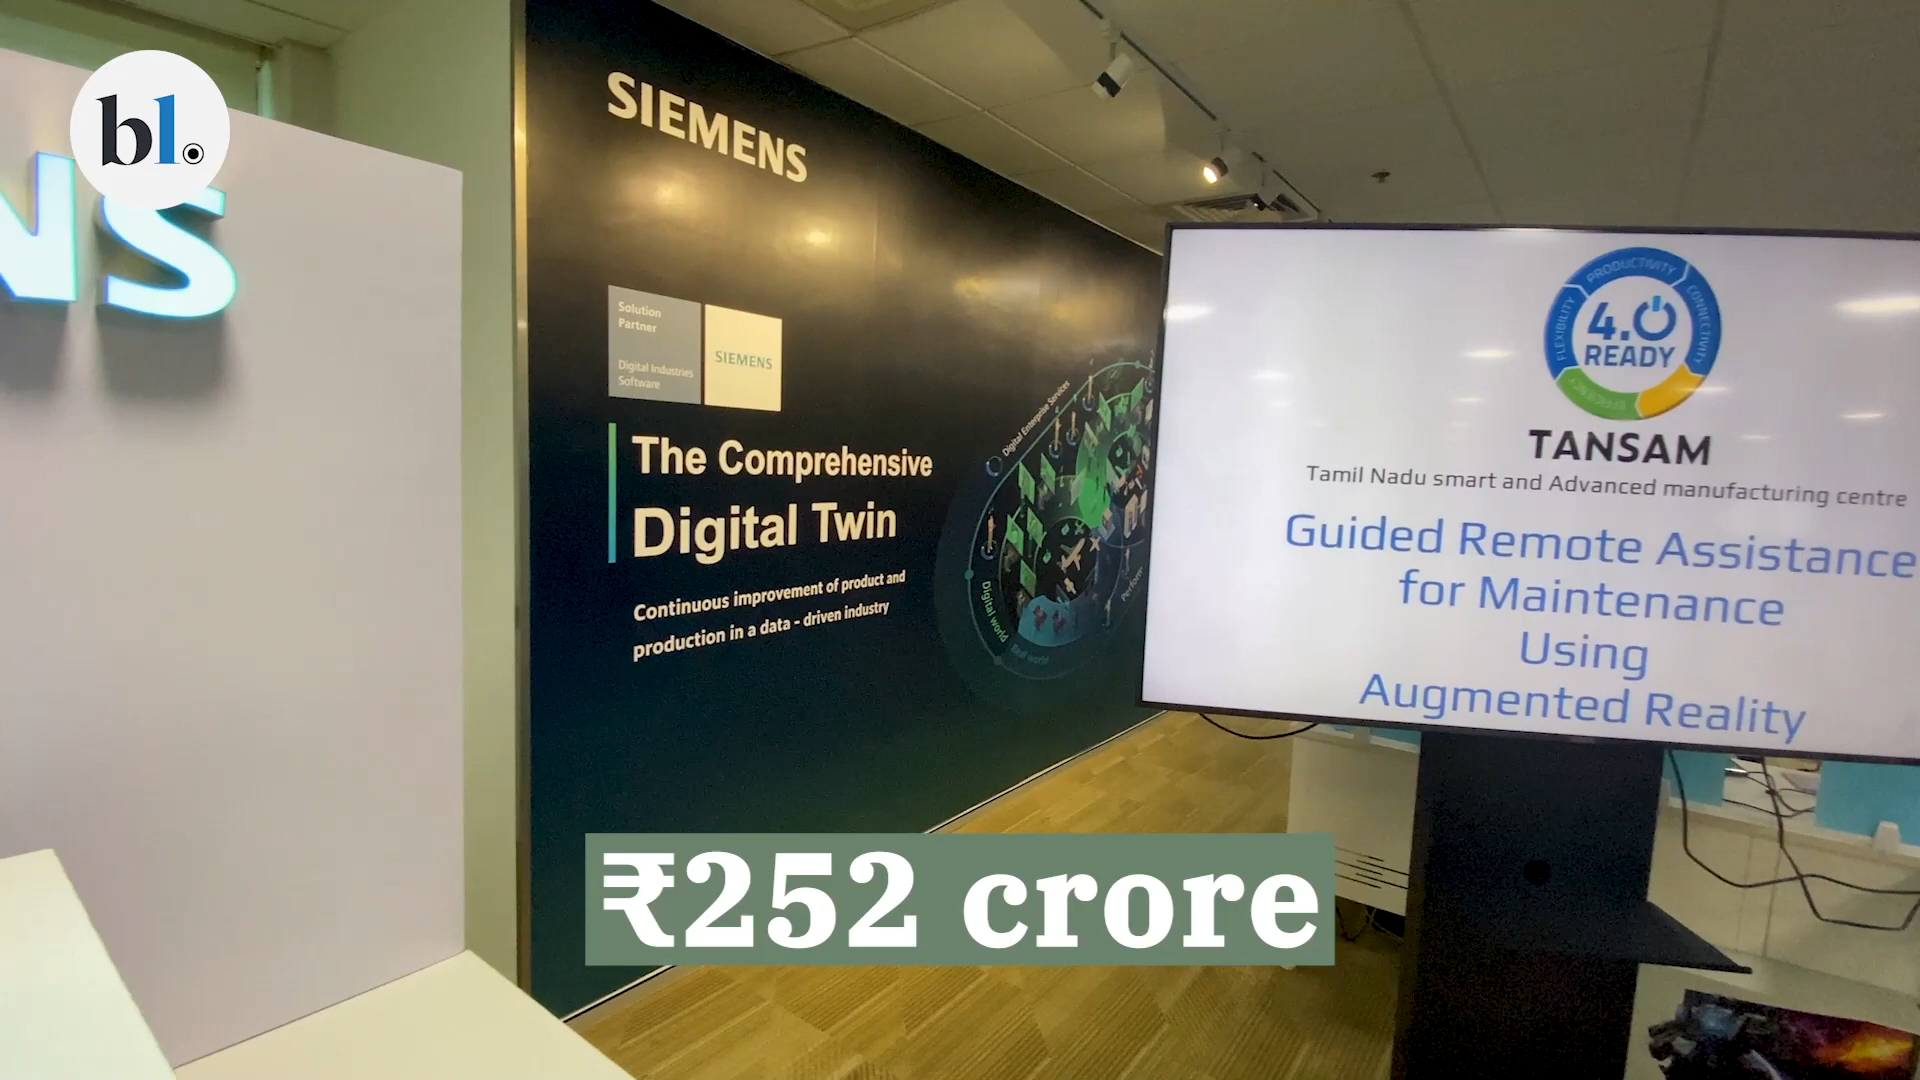 bl.
NS
SIEMENS
Solution
Partner
Digital Industries
Software
SIEMENS
The Comprehensive
Digital Twin
Continuous improvement of product and
production in a data - driven industry
Digital Enterprise Services
Digital world
Real world
PRODUCTIVITY
FLEXIBILITY
CONNECTIVITY
EFFICIENCY
4.0
READY
TANSAM
Tamil Nadu smart and Advanced manufacturing centre
Guided Remote Assistance
for Maintenance
Using
Augmented Reality
₹252 crore